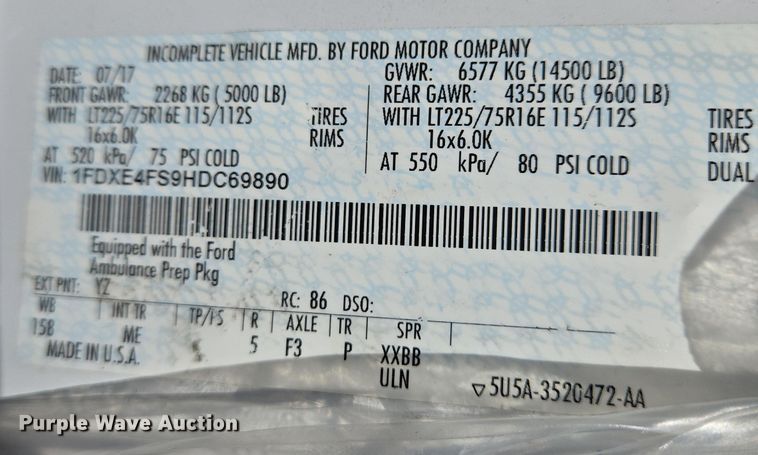 INCOMPLETE VEHICLE MFD. BY FORD MOTOR COMPANY
DATE: 07/17 GVWR: 6577 KG (14500 LB)
FRONT GAWR: 2268 KG ( 5000 LB) REAR GAWR: 4355 KG ( 9600 LB)
WITH LT225/75R16E 115/112S TIRES WITH LT225/75R16E 115/112S TIRES
16x6.0K RIMS 16x6.0K RIMS
AT 520 kPa/ 75 PSI COLD AT 550 kPa/ 80 PSI COLD DUAL
VIN: 1FDXE4FS9HDC69890
Equipped with the Ford
Ambulance Prep Pkg
EXT PNT: YZ RC: 86 DSO:
WB INT TR TP/PS R AXLE TR SPR
158 ME 5 F3 P XXBB
MADE IN U.S.A. ULN
5U5A-3520472-AA
Purple Wave Auction